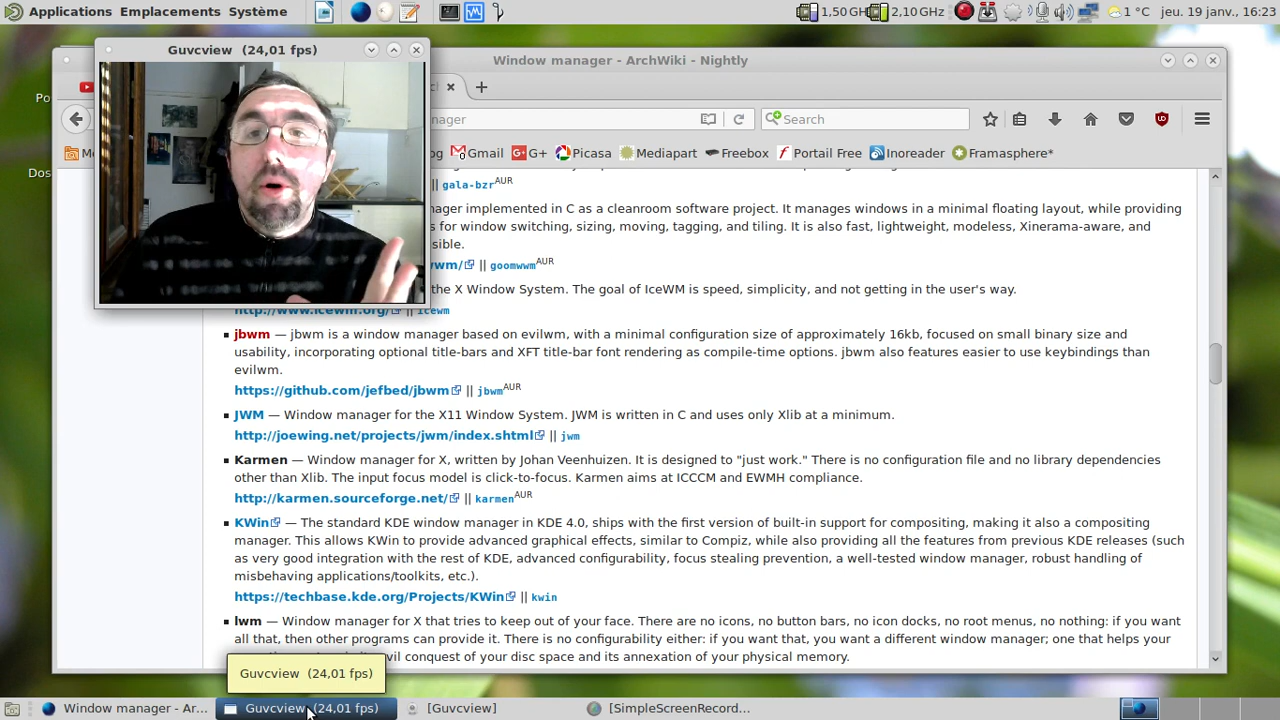 Applications Emplacements Système
1,50 GH 2,10 GHz 1 °C jeu. 19 janv., 16:23
Guvcview (24,01 fps)
Window manager - ArchWiki - Nightly
Search
Gmail G+ Picasa Mediapart Freebox Portail Free Inoreader Framasphere*
|| gala-bzrAUR
implemented in C as a cleanroom software project. It manages windows in a minimal floating layout, while providing
for window switching, sizing, moving, tagging, and tiling. It is also fast, lightweight, modeless, Xinerama-aware, and
|| goomwwmAUR
the X Window System. The goal of IceWM is speed, simplicity, and not getting in the user's way.
http://www.icewm.org/ || icewm
jbwm — jbwm is a window manager based on evilwm, with a minimal configuration size of approximately 16kb, focused on small binary size and
usability, incorporating optional title-bars and XFT title-bar font rendering as compile-time options. jbwm also features easier to use keybindings than
evilwm.
https://github.com/jefbed/jbwm || jbwmAUR
JWM — Window manager for the X11 Window System. JWM is written in C and uses only Xlib at a minimum.
http://joewing.net/projects/jwm/index.shtml || jwm
Karmen — Window manager for X, written by Johan Veenhuizen. It is designed to "just work." There is no configuration file and no library dependencies
other than Xlib. The input focus model is click-to-focus. Karmen aims at ICCCM and EWMH compliance.
http://karmen.sourceforge.net/ || karmenAUR
KWin — The standard KDE window manager in KDE 4.0, ships with the first version of built-in support for compositing, making it also a compositing
manager. This allows KWin to provide advanced graphical effects, similar to Compiz, while also providing all the features from previous KDE releases (such
as very good integration with the rest of KDE, advanced configurability, focus stealing prevention, a well-tested window manager, robust handling of
misbehaving applications/toolkits, etc.).
https://techbase.kde.org/Projects/KWin || kwin
lwm — Window manager for X that tries to keep out of your face. There are no icons, no button bars, no icon docks, no root menus, no nothing: if you want
all that, then other programs can provide it. There is no configurability either: if you want that, you want a different window manager; one that helps your
conquest of your disc space and its annexation of your physical memory.
Guvcview (24,01 fps)
Window manager - Ar... Guvcview (24,01 fps) [Guvcview] [SimpleScreenRecord...